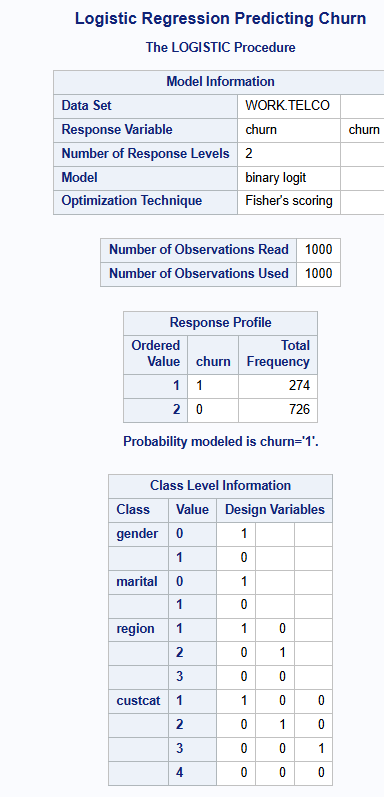 Logistic Regression Predicting Churn
The LOGISTIC Procedure
Model Information
Data Set WORK.TELCO
Response Variable churn churn
Number of Response Levels 2
Model binary logit
Optimization Technique Fisher's scoring
Number of Observations Read 1000
Number of Observations Used 1000
Response Profile
Ordered Value churn Total Frequency
1 1 274
2 0 726
Probability modeled is churn='1'.
Class Level Information
Class Value Design Variables
gender 0 1
1 0
marital 0 1
1 0
region 1 1 0
2 0 1
3 0 0
custcat 1 1 0 0
2 0 1 0
3 0 0 1
4 0 0 0